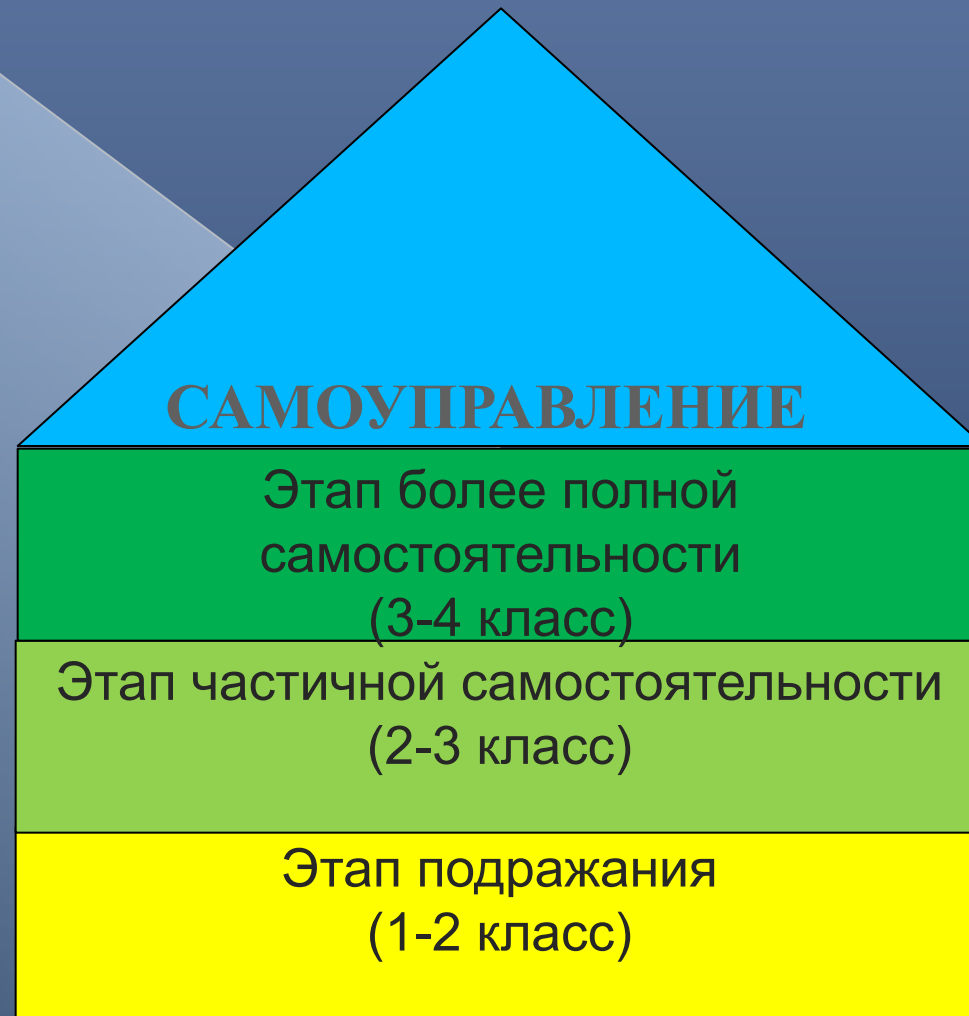 САМОУПРАВЛЕНИЕ
Этап более полной
самостоятельности
(3-4 класс)
Этап частичной самостоятельности
(2-3 класс)
Этап подражания
(1-2 класс)